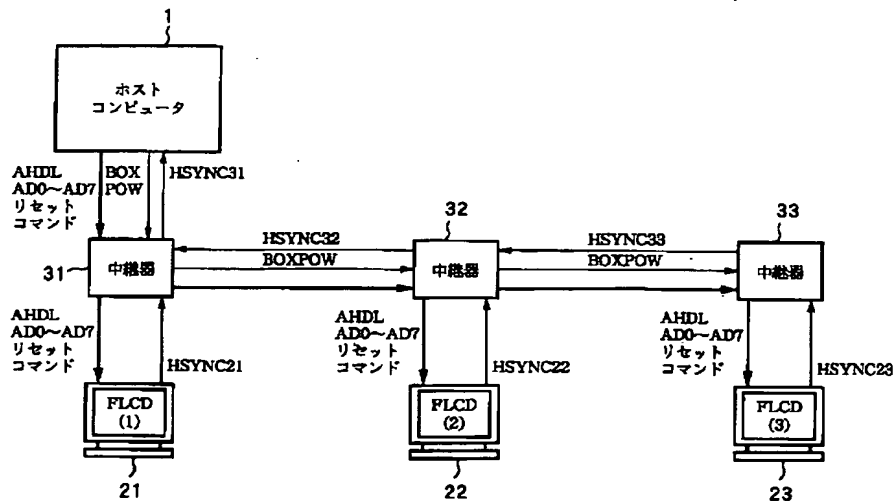 1
ホスト
コンピュータ
AHDL
AD0～AD7
リセット
コマンド
BOX
POW
HSYNC31
31
中継器
HSYNC32
BOXPOW
32
中継器
HSYNC33
BOXPOW
33
中継器
AHDL
AD0～AD7
リセット
コマンド
HSYNC21
AHDL
AD0～AD7
リセット
コマンド
HSYNC22
AHDL
AD0～AD7
リセット
コマンド
HSYNC23
FLCD
(1)
21
FLCD
(2)
22
FLCD
(3)
23